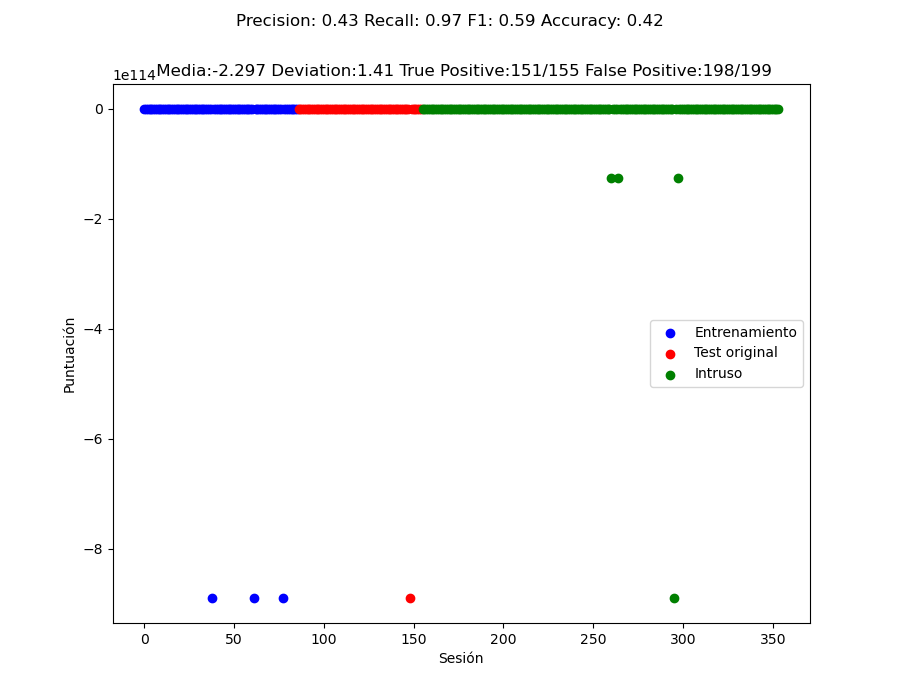 Precision: 0.43 Recall: 0.97 F1: 0.59 Accuracy: 0.42
Media:-2.297 Deviation:1.41 True Positive:151/155 False Positive:198/199
1e114
0
−2
−4
−6
−8
Puntuación
Entrenamiento
Test original
Intruso
0 50 100 150 200 250 300 350
Sesión